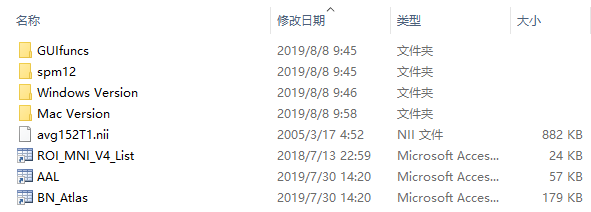 名称 修改日期 类型 大小
GUIfuncs 2019/8/8 9:45 文件夹
spm12 2019/8/8 9:45 文件夹
Windows Version 2019/8/8 9:46 文件夹
Mac Version 2019/8/8 9:58 文件夹
avg152T1.nii 2005/3/17 4:52 NII 文件 882 KB
ROI_MNI_V4_List 2018/7/13 22:59 Microsoft Acces... 24 KB
AAL 2019/7/30 14:20 Microsoft Acces... 57 KB
BN_Atlas 2019/7/30 14:20 Microsoft Acces... 179 KB